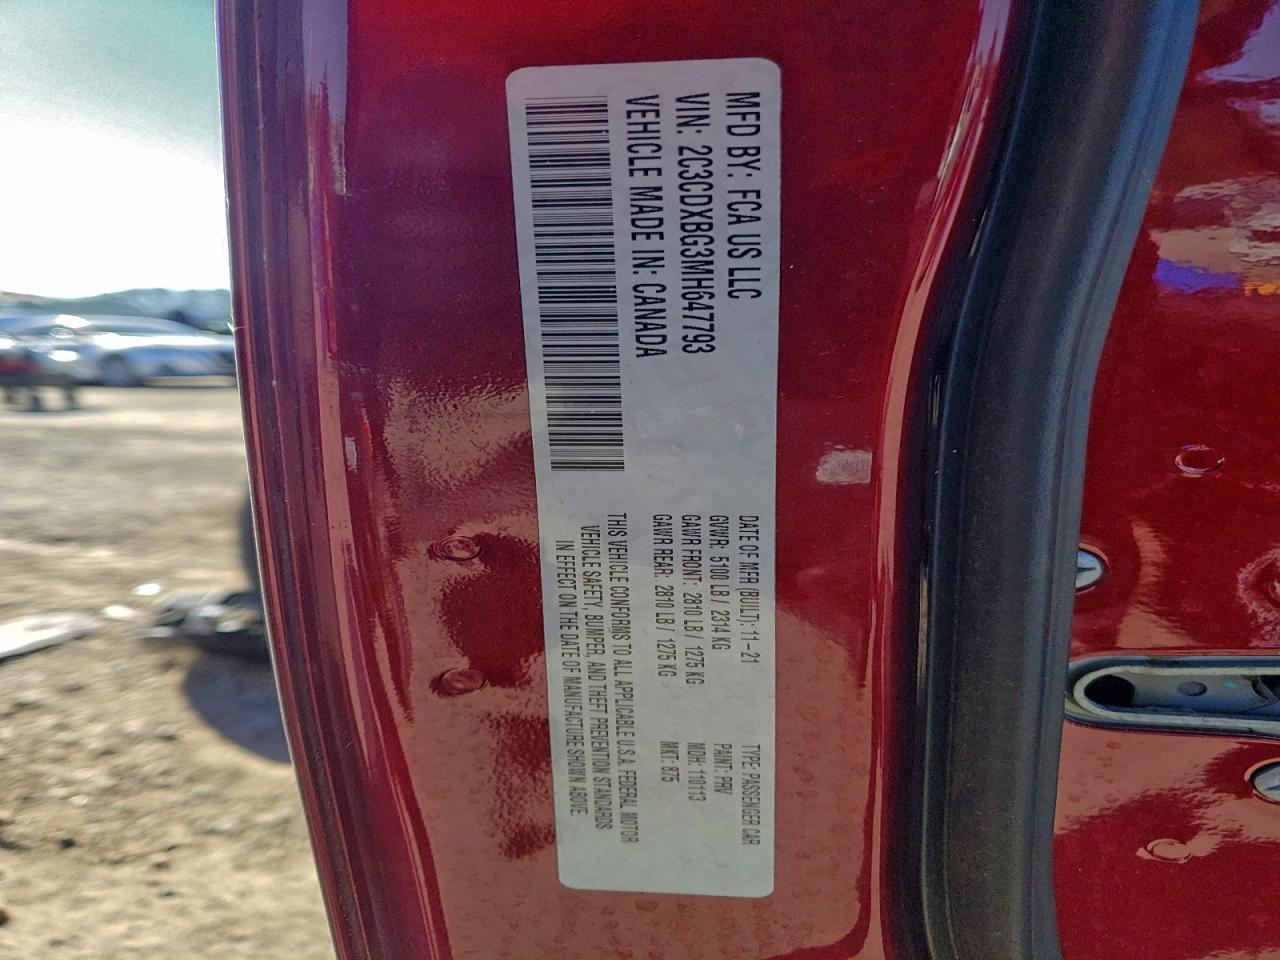 MFD BY: FCA US LLC
VIN: 2C3CDXBG3MH647793
VEHICLE MADE IN: CANADA
DATE OF MFR (BUILT): 11-21 TYPE: PASSENGER CAR
GVWR: 5100 LB / 2314 KG PAINT: PRV
GAWR FRONT: 2810 LB / 1275 KG MDH: 110113
GAWR REAR: 2810 LB / 1275 KG MKT: 875
THIS VEHICLE CONFORMS TO ALL APPLICABLE U.S.A. FEDERAL MOTOR
VEHICLE SAFETY, BUMPER, AND THEFT PREVENTION STANDARDS
IN EFFECT ON THE DATE OF MANUFACTURE SHOWN ABOVE.